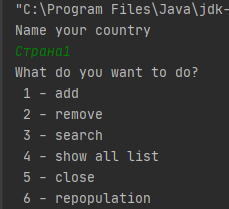 "C:\Program Files\Java\jdk-
Name your country
Страна1
What do you want to do?
1 - add
2 - remove
3 - search
4 - show all list
5 - close
6 - repopulation